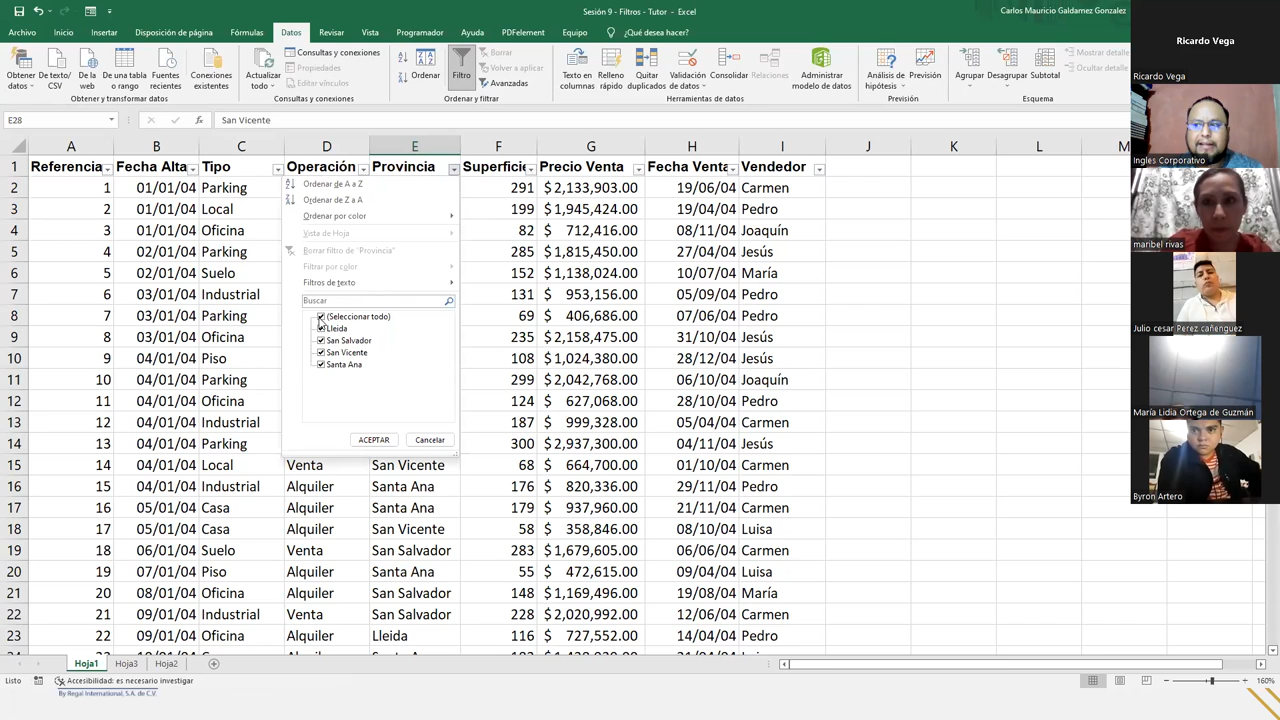 Sesión 9 - Filtros - Tutor - Excel
Carlos Mauricio Galdamez Gonzalez
Archivo Inicio Insertar Disposición de página Fórmulas Datos Revisar Vista Programador Ayuda PDFelement Equipo ¿Qué desea hacer?
Obtener datos De texto/CSV De la web De una tabla o rango Fuentes recientes Conexiones existentes
Obtener y transformar datos
Actualizar todo Consultas y conexiones Propiedades Editar vínculos
Consultas y conexiones
Ordenar Filtro Borrar Volver a aplicar Avanzadas
Ordenar y filtrar
Texto en columnas Relleno rápido Quitar duplicados Validación de datos Consolidar Relaciones Administrar modelo de datos
Herramientas de datos
Análisis de hipótesis Previsión
Previsión
Agrupar Desagrupar Subtotal Mostrar detalle Ocultar detalle
Esquema
E28 fx San Vicente
A B C D E F G H I J K L M
1 Referencia Fecha Alta Tipo Operación Provincia Superficie Precio Venta Fecha Venta Vendedor
2 1 01/01/04 Parking 291 $ 2,133,903.00 19/06/04 Carmen
3 2 01/01/04 Local 199 $ 1,945,424.00 19/04/04 Pedro
4 3 01/01/04 Oficina 82 $ 712,416.00 08/11/04 Joaquín
5 4 02/01/04 Parking 285 $ 1,815,450.00 27/04/04 Jesús
6 5 02/01/04 Suelo 152 $ 1,138,024.00 10/07/04 María
7 6 03/01/04 Industrial 131 $ 953,156.00 05/09/04 Pedro
8 7 03/01/04 Parking 69 $ 406,686.00 07/06/04 Pedro
9 8 03/01/04 Oficina 235 $ 2,158,475.00 31/10/04 Jesús
10 9 04/01/04 Piso 108 $ 1,024,380.00 28/12/04 Jesús
11 10 04/01/04 Parking 299 $ 2,042,768.00 06/10/04 Joaquín
12 11 04/01/04 Oficina 124 $ 627,068.00 28/10/04 Pedro
13 12 04/01/04 Industrial 187 $ 999,328.00 05/04/04 Carmen
14 13 04/01/04 Parking 300 $ 2,937,300.00 04/11/04 Jesús
15 14 04/01/04 Local Venta San Vicente 68 $ 664,700.00 01/10/04 Carmen
16 15 04/01/04 Industrial Alquiler Santa Ana 176 $ 820,336.00 29/11/04 Pedro
17 16 05/01/04 Casa Alquiler Santa Ana 179 $ 937,960.00 21/11/04 Carmen
18 17 05/01/04 Casa Alquiler San Vicente 58 $ 358,846.00 08/10/04 Luisa
19 18 06/01/04 Suelo Venta San Salvador 283 $ 1,679,605.00 06/06/04 Carmen
20 19 07/01/04 Piso Alquiler Santa Ana 55 $ 472,615.00 09/04/04 Luisa
21 20 08/01/04 Oficina Alquiler San Salvador 148 $ 1,169,496.00 19/08/04 María
22 21 09/01/04 Industrial Venta San Salvador 228 $ 2,020,992.00 12/06/04 Carmen
23 22 09/01/04 Oficina Alquiler Lleida 116 $ 727,552.00 14/04/04 Pedro
Ordenar de A a Z
Ordenar de Z a A
Ordenar por color
Vista de Hoja
Borrar filtro de "Provincia"
Filtrar por color
Filtros de texto
Buscar
(Seleccionar todo)
Lleida
San Salvador
San Vicente
Santa Ana
ACEPTAR Cancelar
Hoja1 Hoja3 Hoja2
Listo Accesibilidad: es necesario investigar 160%
By Regal International, S.A. de C.V.
Ricardo Vega
Ricardo Vega
Ingles Corporativo
maribel rivas
Julio cesar Perez cañenguez
María Lidia Ortega de Guzmán
Byron Artero